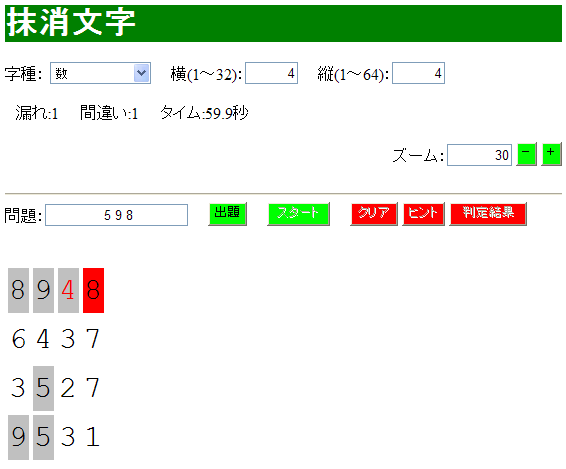 抹消文字
字種: 数 横(1～32): 4 縦(1～64): 4
漏れ:1 間違い:1 タイム:59.9秒
ズーム: 30 － ＋
問題: 5 9 8 出題 スタート クリア ヒント 判定結果
8 9 4 8
6 4 3 7
3 5 2 7
9 5 3 1